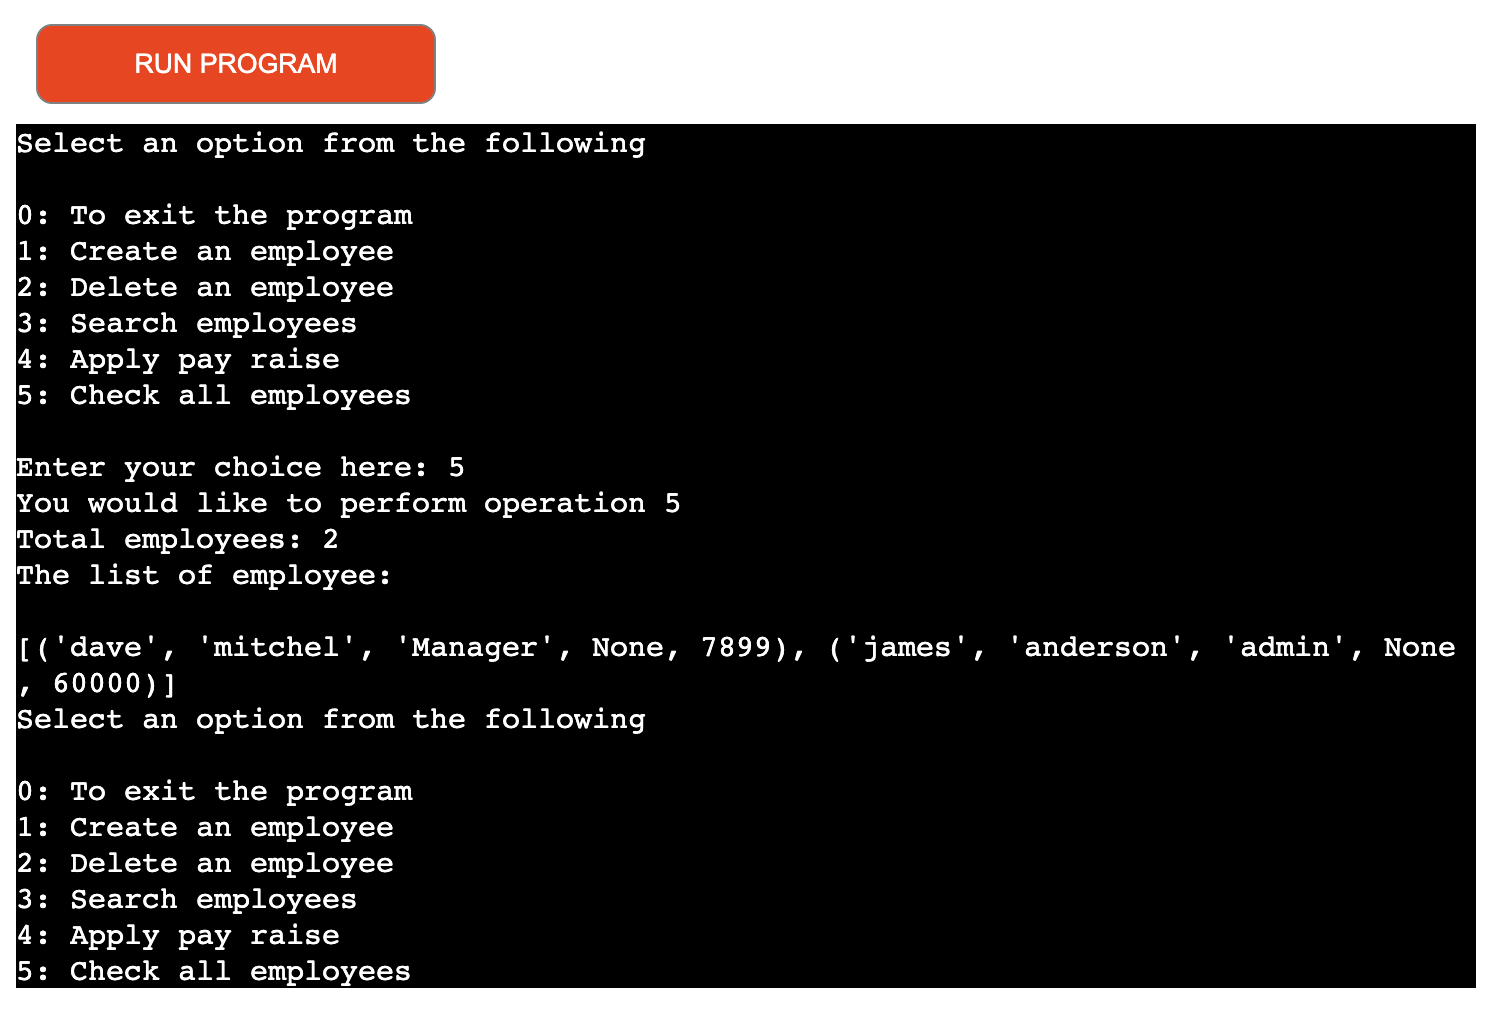 RUN PROGRAM
Select an option from the following
0: To exit the program
1: Create an employee
2: Delete an employee
3: Search employees
4: Apply pay raise
5: Check all employees
Enter your choice here: 5
You would like to perform operation 5
Total employees: 2
The list of employee:
[('dave', 'mitchel', 'Manager', None, 7899), ('james', 'anderson', 'admin', None
, 60000)]
Select an option from the following
0: To exit the program
1: Create an employee
2: Delete an employee
3: Search employees
4: Apply pay raise
5: Check all employees